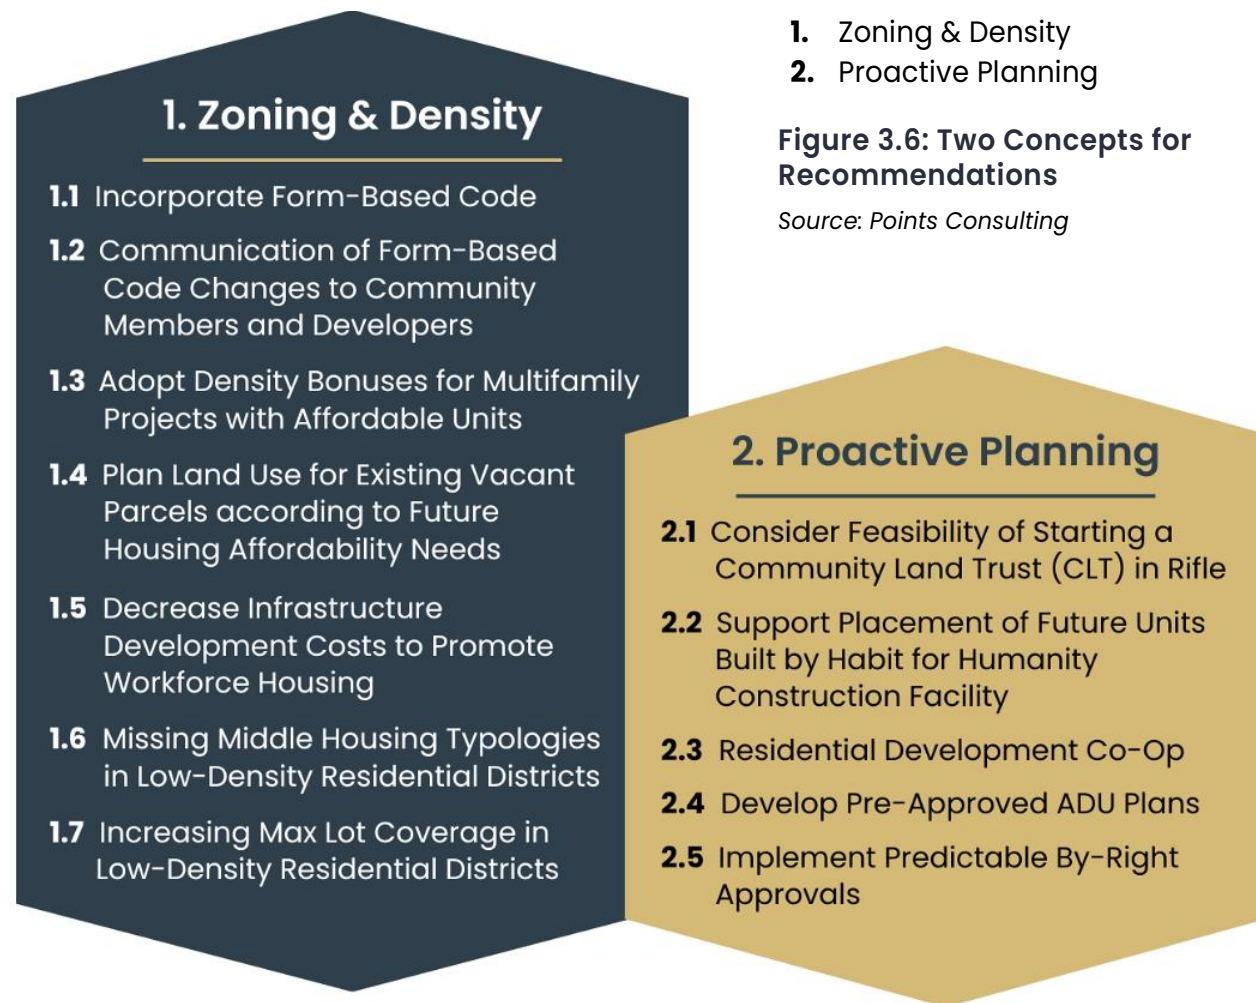 1. Zoning & Density
2. Proactive Planning
Figure 3.6: Two Concepts for
Recommendations
Source: Points Consulting
1. Zoning & Density
1.1 Incorporate Form-Based Code
1.2 Communication of Form-Based
Code Changes to Community
Members and Developers
1.3 Adopt Density Bonuses for Multifamily
Projects with Affordable Units
1.4 Plan Land Use for Existing Vacant
Parcels according to Future
Housing Affordability Needs
1.5 Decrease Infrastructure
Development Costs to Promote
Workforce Housing
1.6 Missing Middle Housing Typologies
in Low-Density Residential Districts
1.7 Increasing Max Lot Coverage in
Low-Density Residential Districts
2. Proactive Planning
2.1 Consider Feasibility of Starting a
Community Land Trust (CLT) in Rifle
2.2 Support Placement of Future Units
Built by Habit for Humanity
Construction Facility
2.3 Residential Development Co-Op
2.4 Develop Pre-Approved ADU Plans
2.5 Implement Predictable By-Right
Approvals